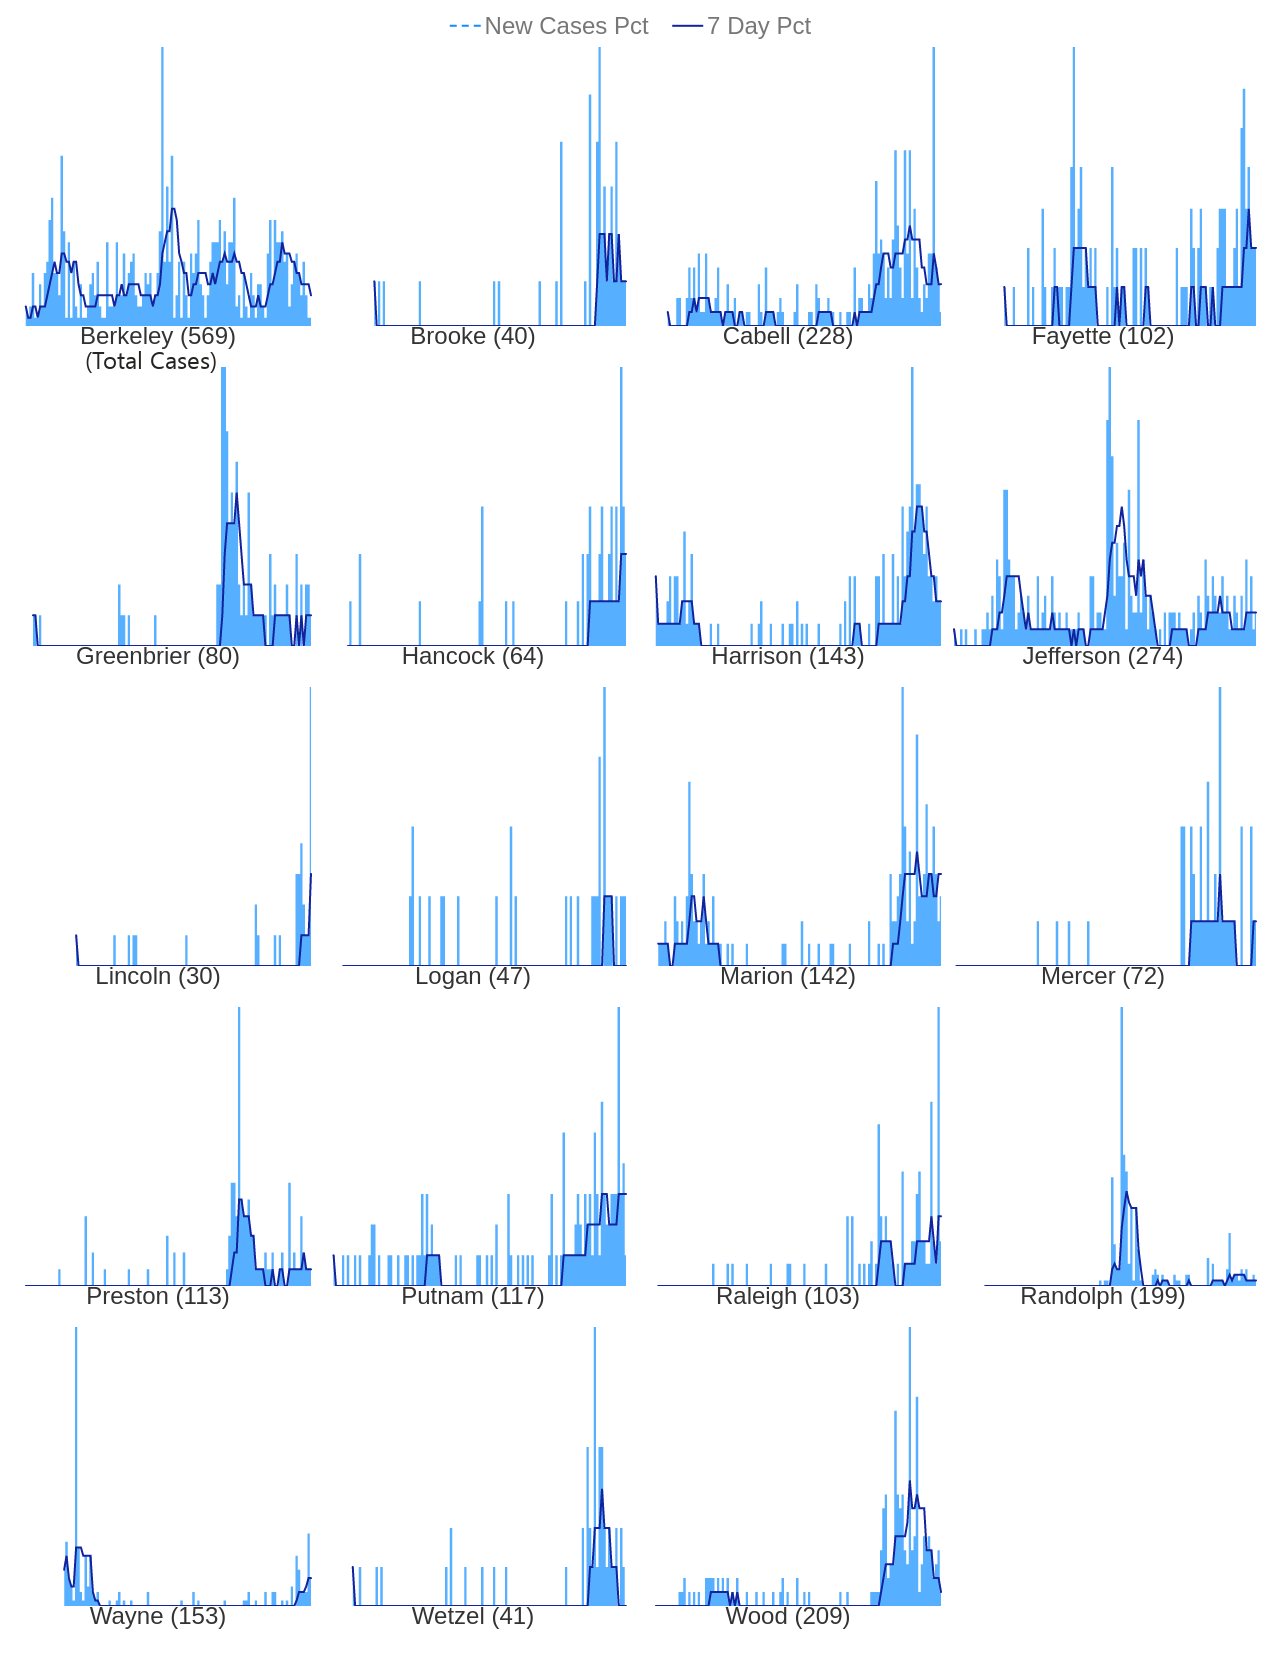 New Cases Pct 7 Day Pct
Berkeley (569) Brooke (40) Cabell (228) Fayette (102)
(Total Cases)
Greenbrier (80) Hancock (64) Harrison (143) Jefferson (274)
Lincoln (30) Logan (47) Marion (142) Mercer (72)
Preston (113) Putnam (117) Raleigh (103) Randolph (199)
Wayne (153) Wetzel (41) Wood (209)